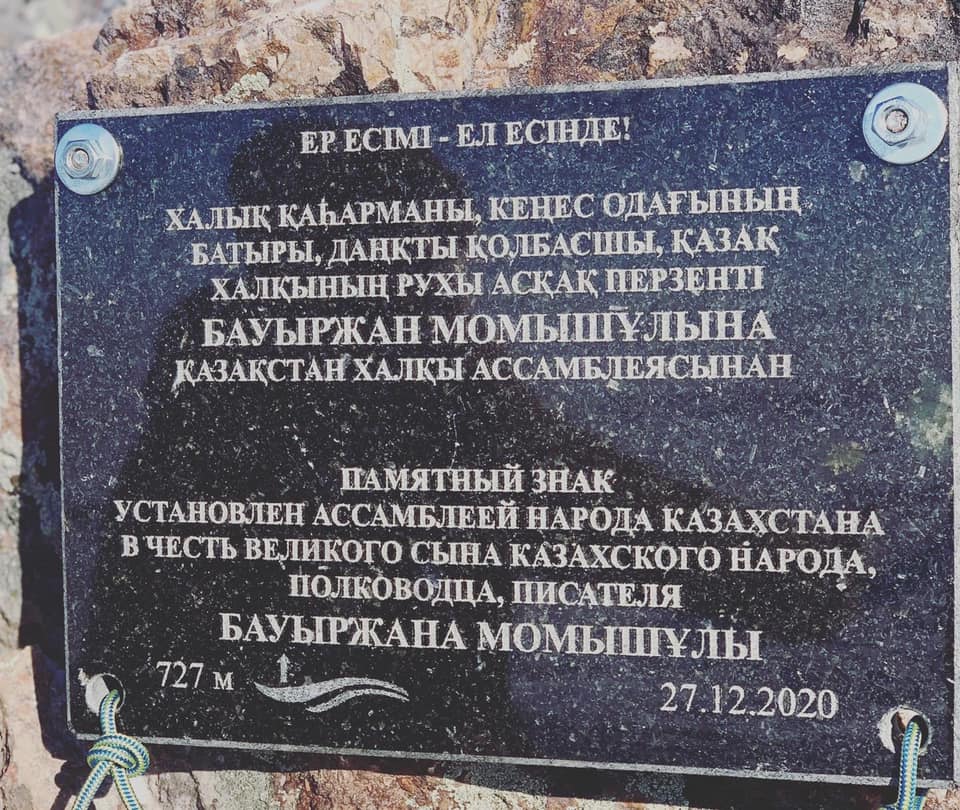 ЕР ЕСІМІ - ЕЛ ЕСІНДЕ!
ХАЛЫҚ ҚАҺАРМАНЫ, КЕҢЕС ОДАҒЫНЫҢ
БАТЫРЫ, ДАҢҚТЫ ҚОЛБАСШЫ, ҚАЗАҚ
ХАЛҚЫНЫҢ РУХЫ АСҚАҚ ПЕРЗЕНТІ
БАУЫРЖАН МОМЫШҰЛЫНА
ҚАЗАҚСТАН ХАЛҚЫ АССАМБЛЕЯСЫНАН
ПАМЯТНЫЙ ЗНАК
УСТАНОВЛЕН АССАМБЛЕЕЙ НАРОДА КАЗАХСТАНА
В ЧЕСТЬ ВЕЛИКОГО СЫНА КАЗАХСКОГО НАРОДА,
ПОЛКОВОДЦА, ПИСАТЕЛЯ
БАУЫРЖАНА МОМЫШҰЛЫ
727 м
27.12.2020